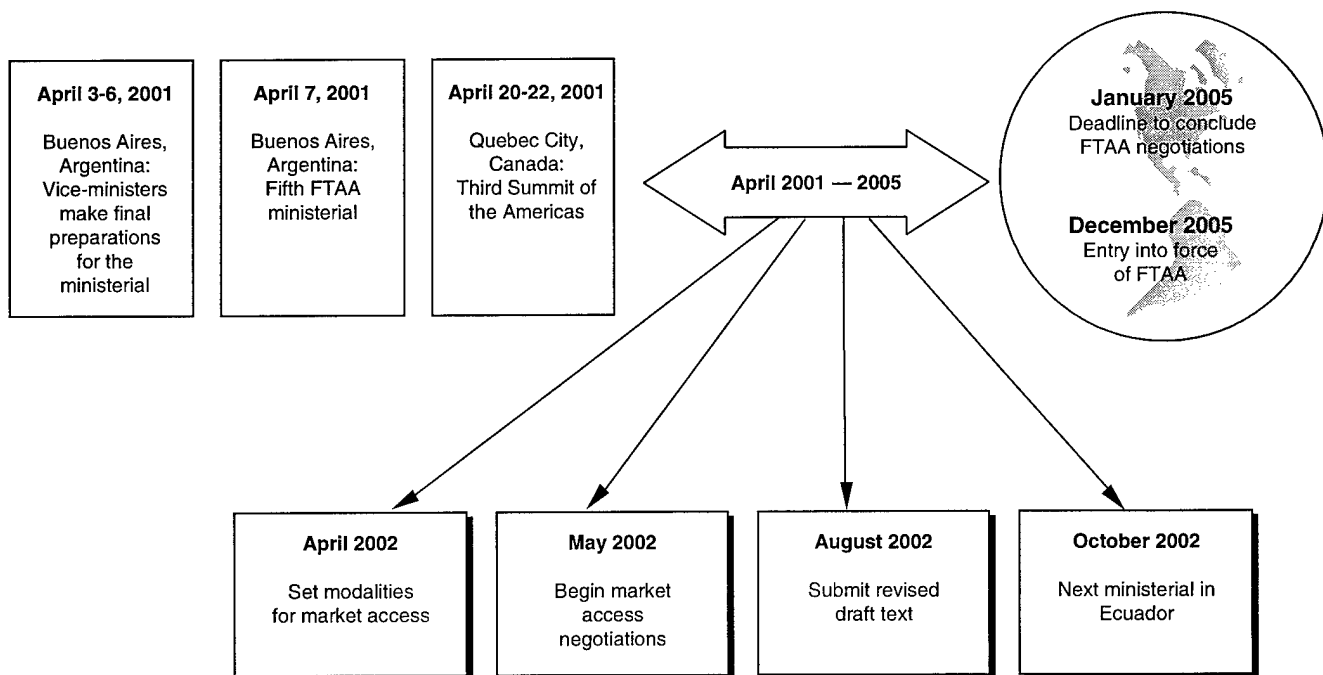 April 3-6, 2001
Buenos Aires,
Argentina:
Vice-ministers
make final
preparations
for the
ministerial
April 7, 2001
Buenos Aires,
Argentina:
Fifth FTAA
ministerial
April 20-22, 2001
Quebec City,
Canada:
Third Summit of
the Americas
April 2001 — 2005
January 2005
Deadline to conclude
FTAA negotiations
December 2005
Entry into force
of FTAA
April 2002
Set modalities
for market access
May 2002
Begin market
access
negotiations
August 2002
Submit revised
draft text
October 2002
Next ministerial in
Ecuador